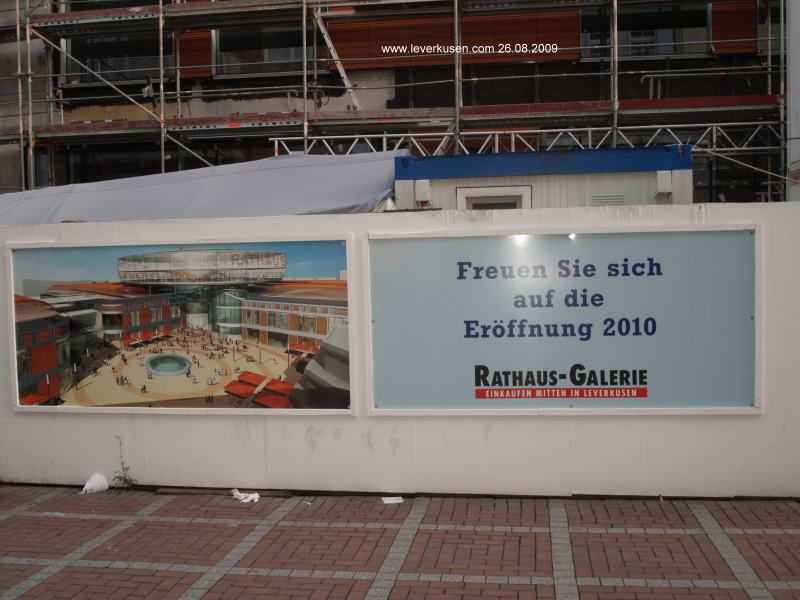 www.leverkusen.com 26.08.2009
Freuen Sie sich
auf die
Eröffnung 2010
RATHAUS-GALERIE
EINKAUFEN MITTEN IN LEVERKUSEN